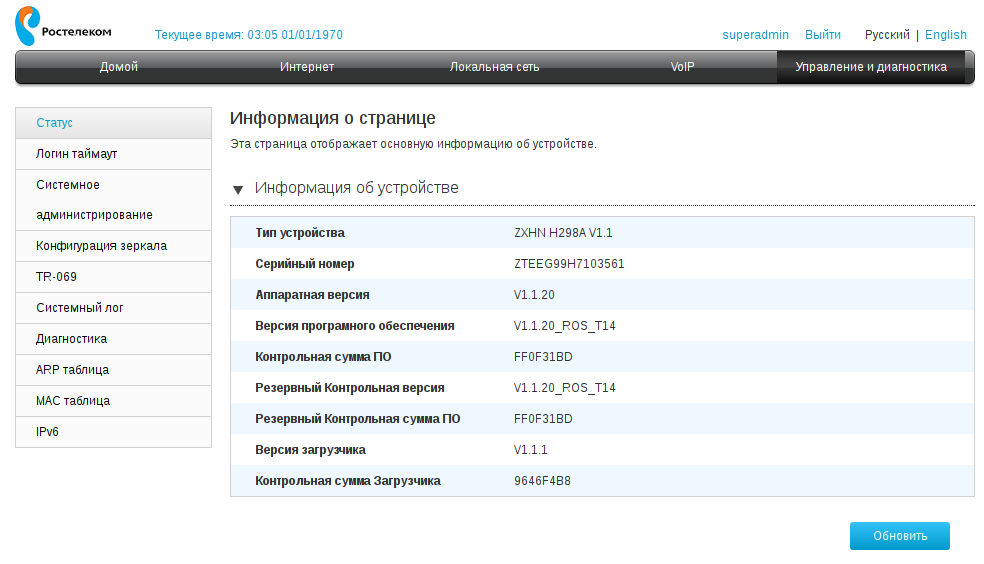 Ростелеком
Текущее время: 03:05 01/01/1970
superadmin Выйти Русский | English
Домой Интернет Локальная сеть VoIP Управление и диагностика
Статус
Логин таймаут
Системное
администрирование
Конфигурация зеркала
TR-069
Системный лог
Диагностика
ARP таблица
MAC таблица
IPv6
Информация о странице
Эта страница отображает основную информацию об устройстве.
Информация об устройстве
Тип устройства ZXHN H298A V1.1
Серийный номер ZTEEG99H7103561
Аппаратная версия V1.1.20
Версия програмного обеспечения V1.1.20_ROS_T14
Контрольная сумма ПО FF0F31BD
Резервный Контрольная версия V1.1.20_ROS_T14
Резервный Контрольная сумма ПО FF0F31BD
Версия загрузчика V1.1.1
Контрольная сумма Загрузчика 9646F4B8
Обновить